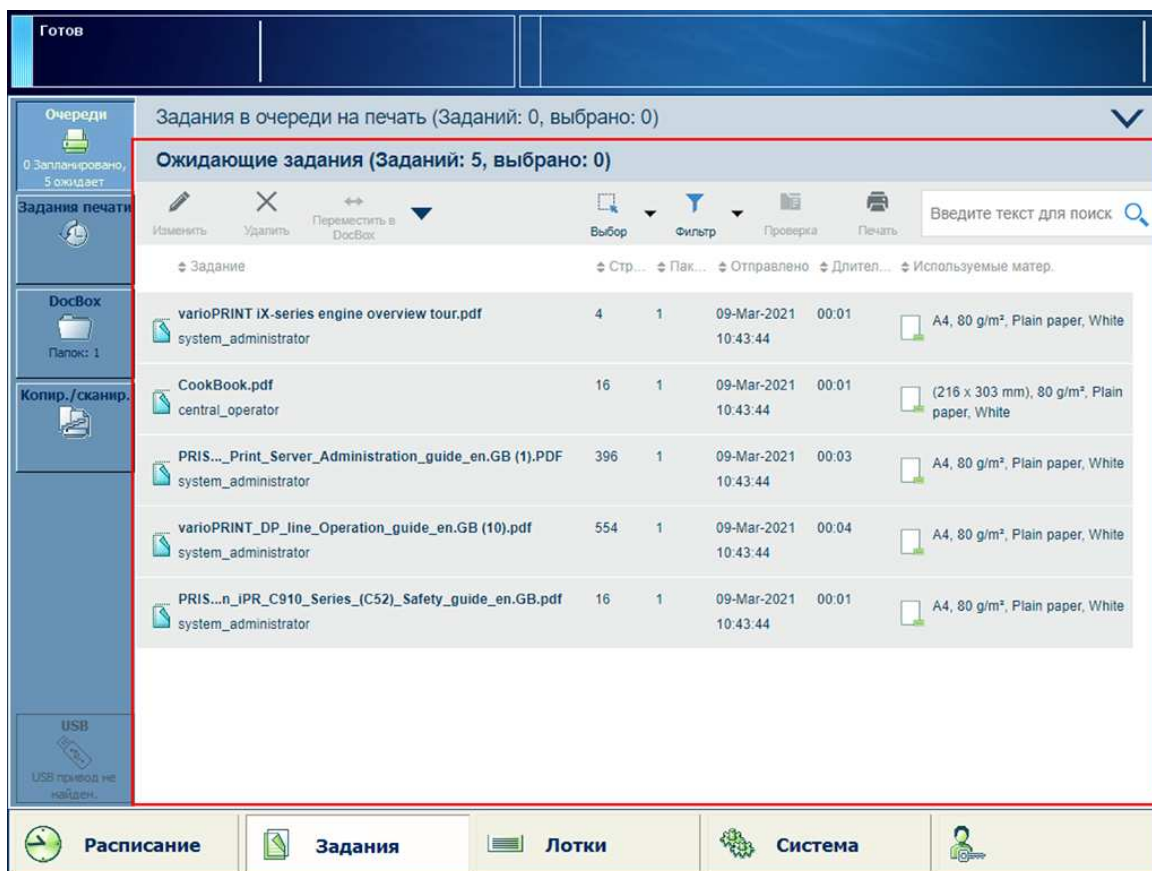 Готов
Очереди
0 Запланировано,
5 ожидает
Задания печати
DocBox
Папок: 1
Копир./сканир.
USB
USB привод не
найден.
Задания в очереди на печать (Заданий: 0, выбрано: 0)
Ожидающие задания (Заданий: 5, выбрано: 0)
Изменить
Удалить
Переместить в
DocBox
Выбор
Фильтр
Проверка
Печать
Введите текст для поиск
Задание Стр... Пак... Отправлено Длител... Используемые матер.
varioPRINT iX-series engine overview tour.pdf 4 1 09-Mar-2021 00:01 A4, 80 g/m², Plain paper, White
system_administrator 10:43:44
CookBook.pdf 16 1 09-Mar-2021 00:01 (216 x 303 mm), 80 g/m², Plain
central_operator 10:43:44 paper, White
PRIS..._Print_Server_Administration_guide_en.GB (1).PDF 396 1 09-Mar-2021 00:03 A4, 80 g/m², Plain paper, White
system_administrator 10:43:44
varioPRINT_DP_line_Operation_guide_en.GB (10).pdf 554 1 09-Mar-2021 00:04 A4, 80 g/m², Plain paper, White
system_administrator 10:43:44
PRIS...n_iPR_C910_Series_(C52)_Safety_guide_en.GB.pdf 16 1 09-Mar-2021 00:01 A4, 80 g/m², Plain paper, White
system_administrator 10:43:44
Расписание
Задания
Лотки
Система